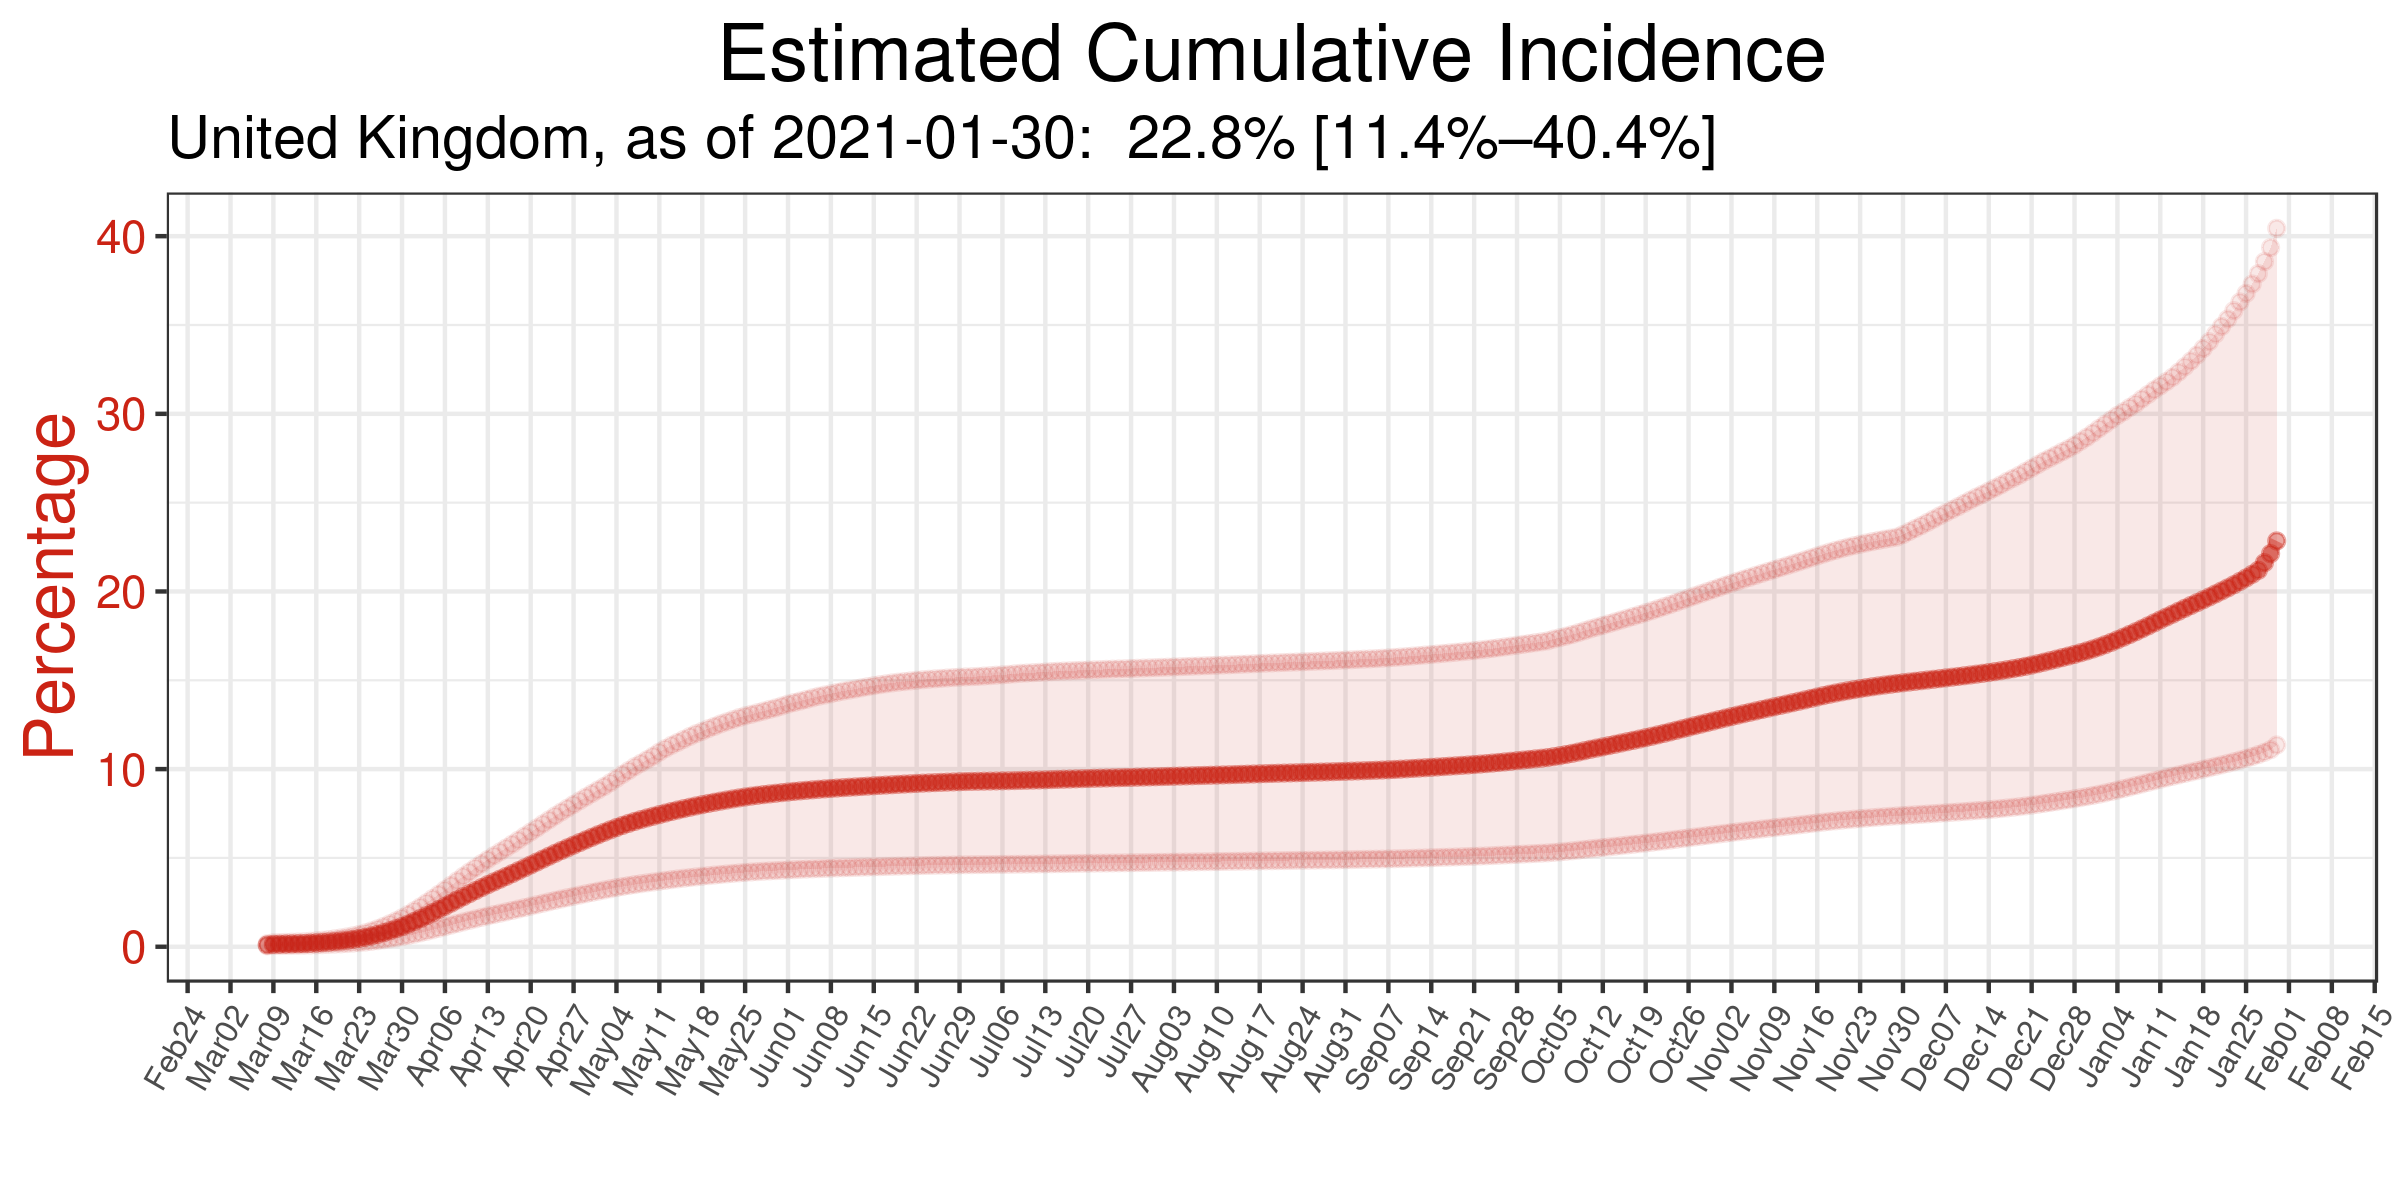 Estimated Cumulative Incidence
United Kingdom, as of 2021-01-30: 22.8% [11.4%–40.4%]
Percentage
40
30
20
10
0
Feb24
Mar02
Mar09
Mar16
Mar23
Mar30
Apr06
Apr13
Apr20
Apr27
May04
May11
May18
May25
Jun01
Jun08
Jun15
Jun22
Jun29
Jul06
Jul13
Jul20
Jul27
Aug03
Aug10
Aug17
Aug24
Aug31
Sep07
Sep14
Sep21
Sep28
Oct05
Oct12
Oct19
Oct26
Nov02
Nov09
Nov16
Nov23
Nov30
Dec07
Dec14
Dec21
Dec28
Jan04
Jan11
Jan18
Jan25
Feb01
Feb08
Feb15